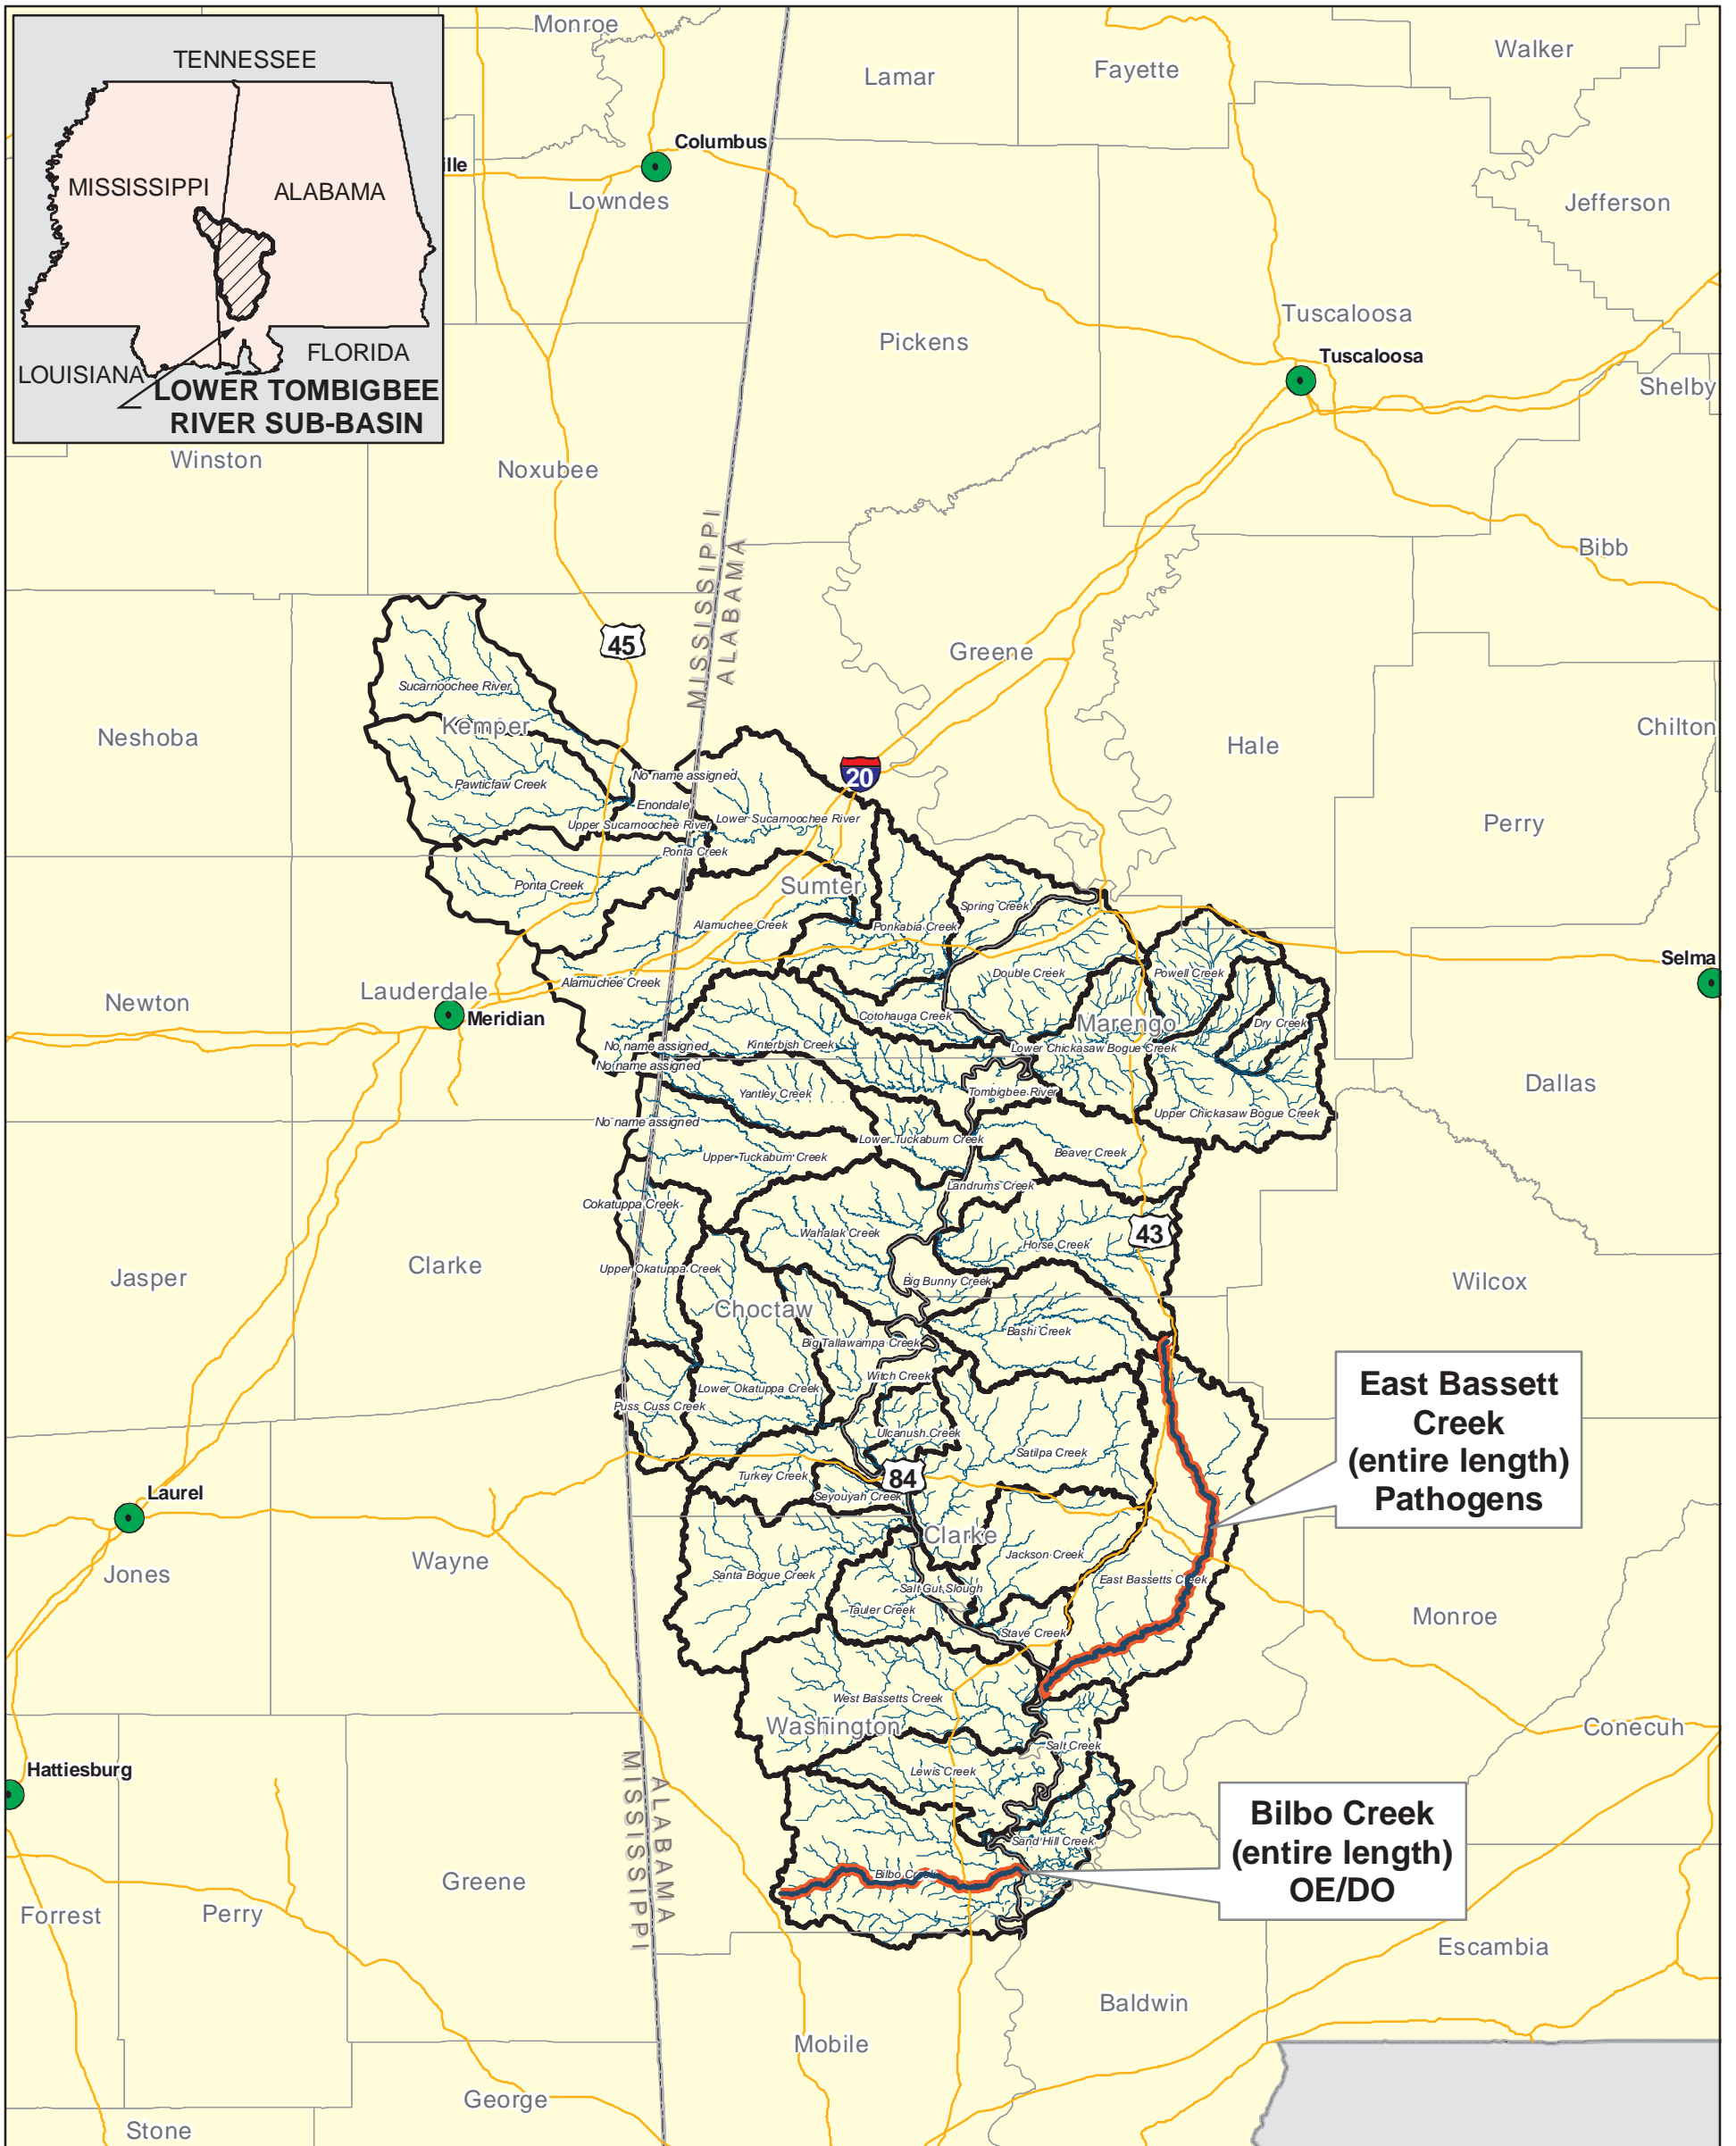 TENNESSEE
MISSISSIPPI
ALABAMA
LOUISIANA
FLORIDA
LOWER TOMBIGBEE
RIVER SUB-BASIN
Monroe
Lamar
Fayette
Walker
Columbus
ille
Lowndes
Jefferson
Tuscaloosa
Pickens
Tuscaloosa
Shelby
Winston
Noxubee
Bibb
MISSISSIPPI
ALABAMA
45
Greene
Sucarnoochee River
Kemper
Neshoba
Hale
Chilton
20
No name assigned
Pawticfaw Creek
Enondale
Upper Sucarnoochee River
Lower Sucarnoochee River
Perry
Ponta Creek
Ponta Creek
Sumter
Spring Creek
Alamuchee Creek
Ponkabia Creek
Selma
Double Creek
Powell Creek
Alamuchee Creek
Lauderdale
Newton
Meridian
Cotohauga Creek
Marengo
Dry Creek
No name assigned
Kinterbish Creek
Lower Chickasaw Bogue Creek
No name assigned
Yantley Creek
Tombigbee River
Dallas
No name assigned
Upper Chickasaw Bogue Creek
Lower Tuckabum Creek
Upper Tuckabum Creek
Beaver Creek
Landrums Creek
Cokatuppa Creek
Wahalak Creek
43
Horse Creek
Jasper
Clarke
Upper Okatuppa Creek
Big Bunny Creek
Wilcox
Choctaw
Bashi Creek
Big Tallawampa Creek
Witch Creek
Lower Okatuppa Creek
Puss Cuss Creek
East Bassett
Creek
(entire length)
Pathogens
Ulcanush Creek
Satilpa Creek
Turkey Creek
84
Laurel
Seyouyah Creek
Clarke
Jackson Creek
Jones
Wayne
Santa Bogue Creek
East Bassetts Creek
Salt Gut Slough
Tauler Creek
Monroe
Stave Creek
West Bassetts Creek
Washington
Conecuh
Salt Creek
Hattiesburg
Lewis Creek
MISSISSIPPI
ALABAMA
Sand Hill Creek
Bilbo Creek
Bilbo Creek
(entire length)
OE/DO
Greene
Forrest
Perry
Escambia
Baldwin
Mobile
George
Stone